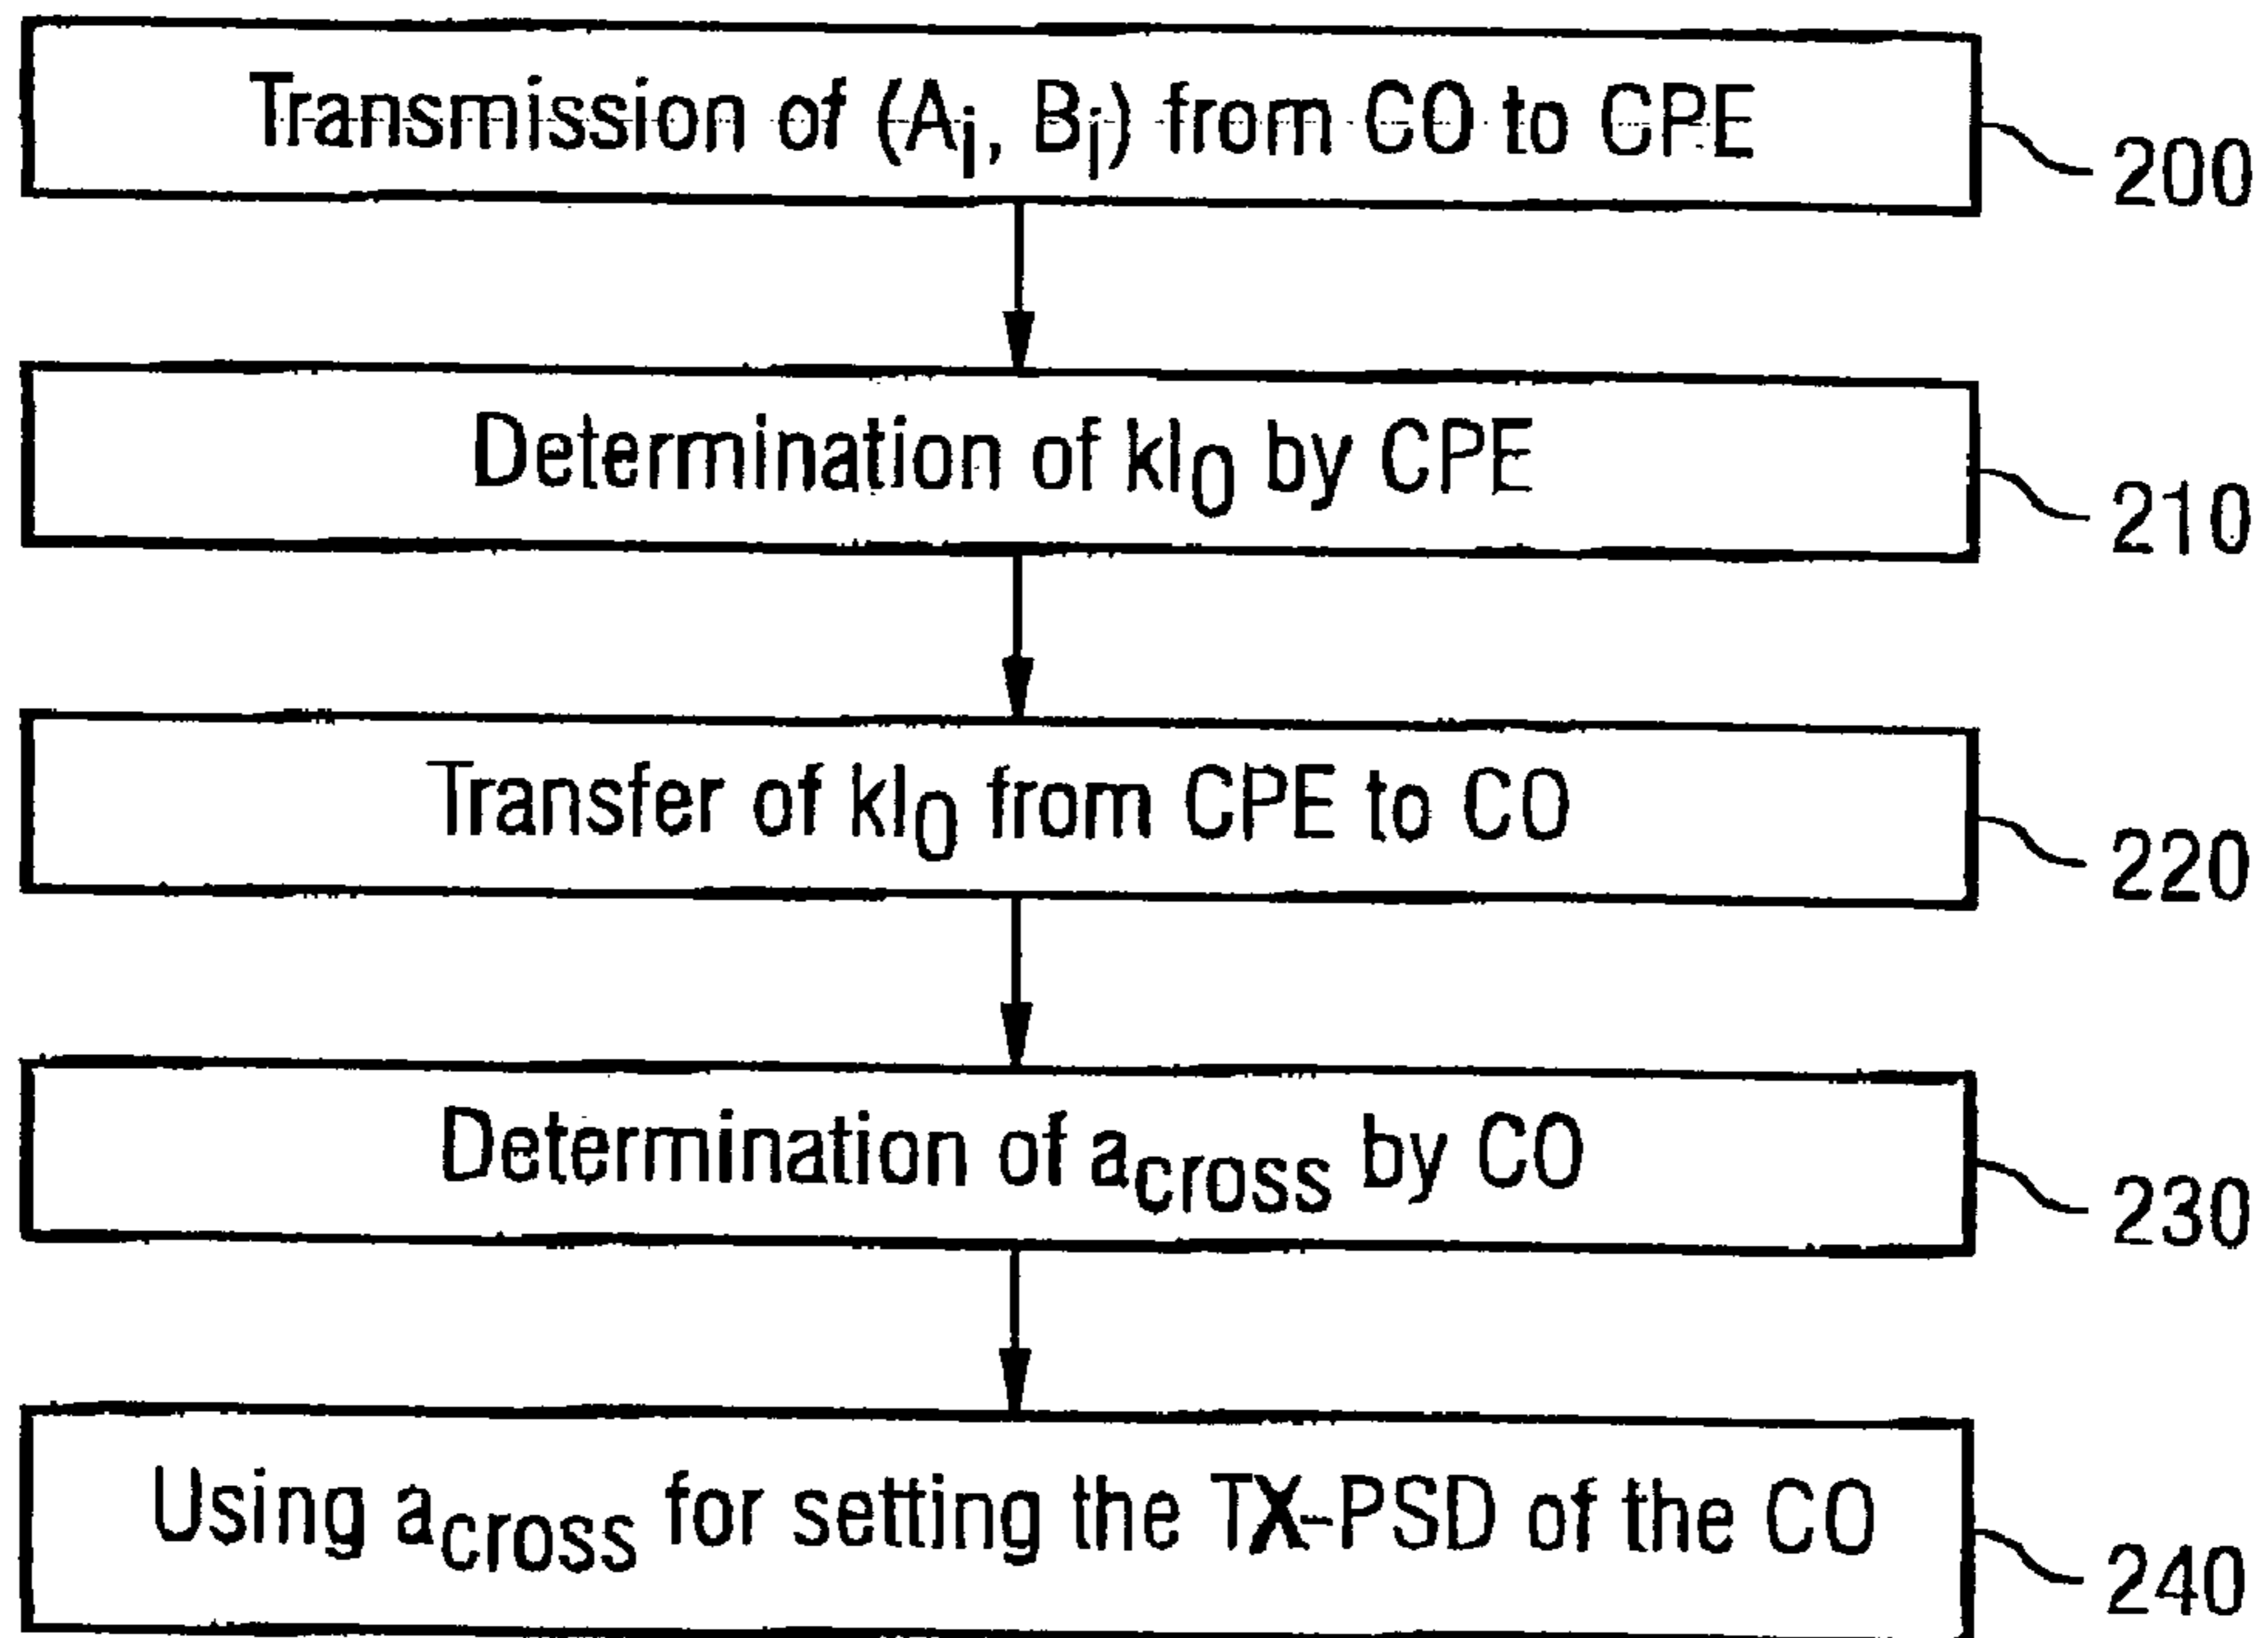 Transmission of (Ai, Bi) from CO to CPE
200
Determination of kl0 by CPE
210
Transfer of kl0 from CPE to CO
220
Determination of across by CO
230
Using across for setting the TX-PSD of the CO
240